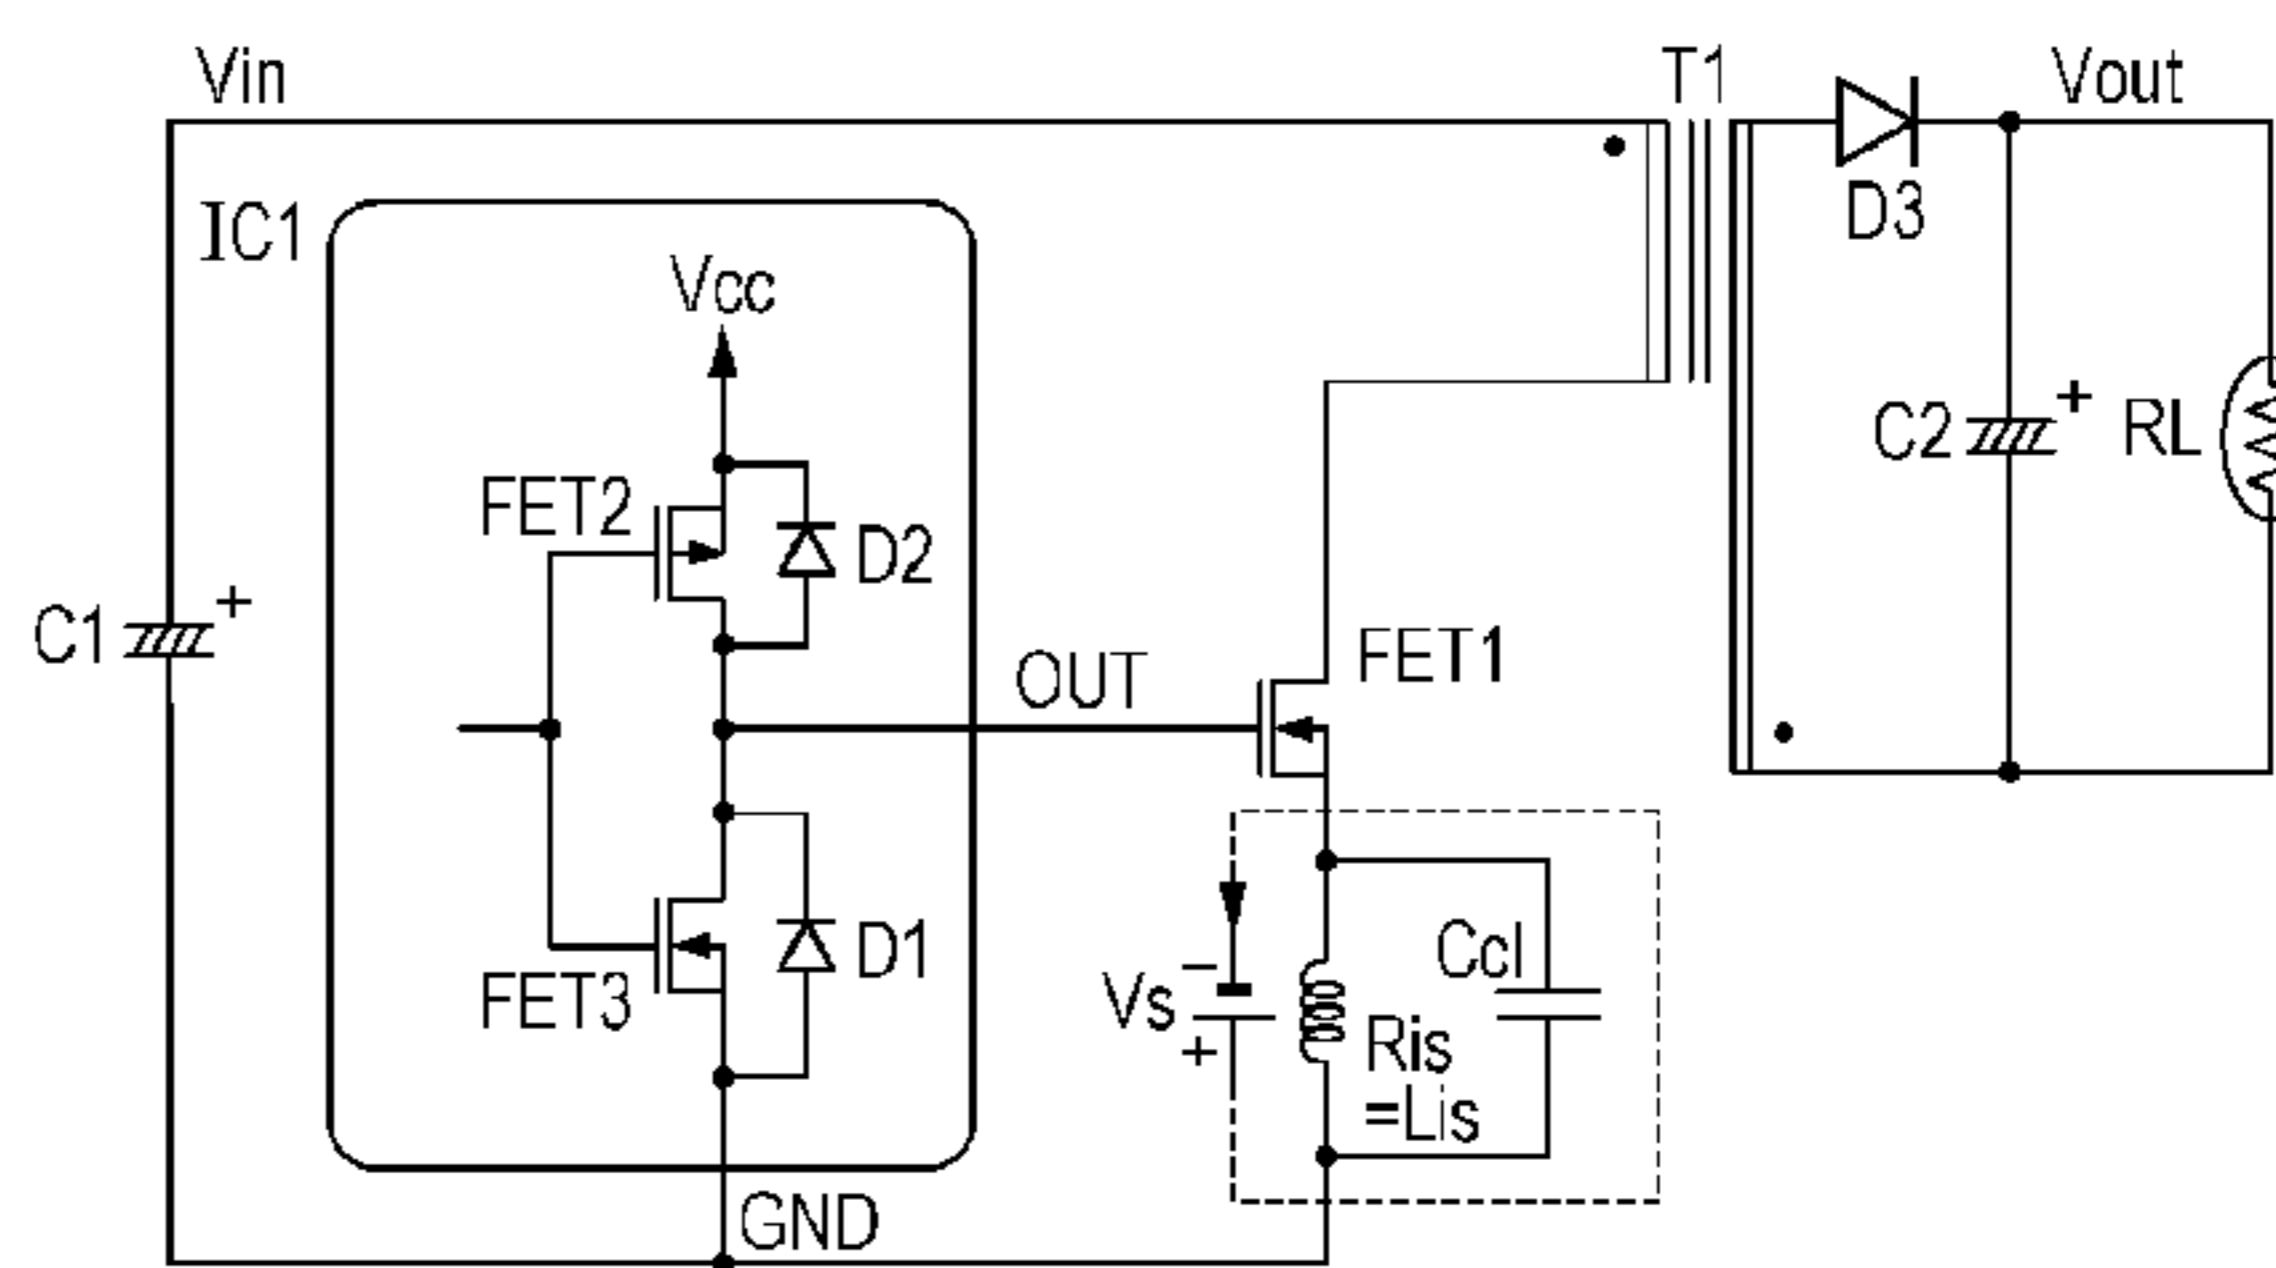 Vin
T1
Vout
IC1
D3
Vcc
C2
+
RL
FET2
D2
C1
+
OUT
FET1
FET3
D1
Vs
−
+
Ris
=Lis
Ccl
GND